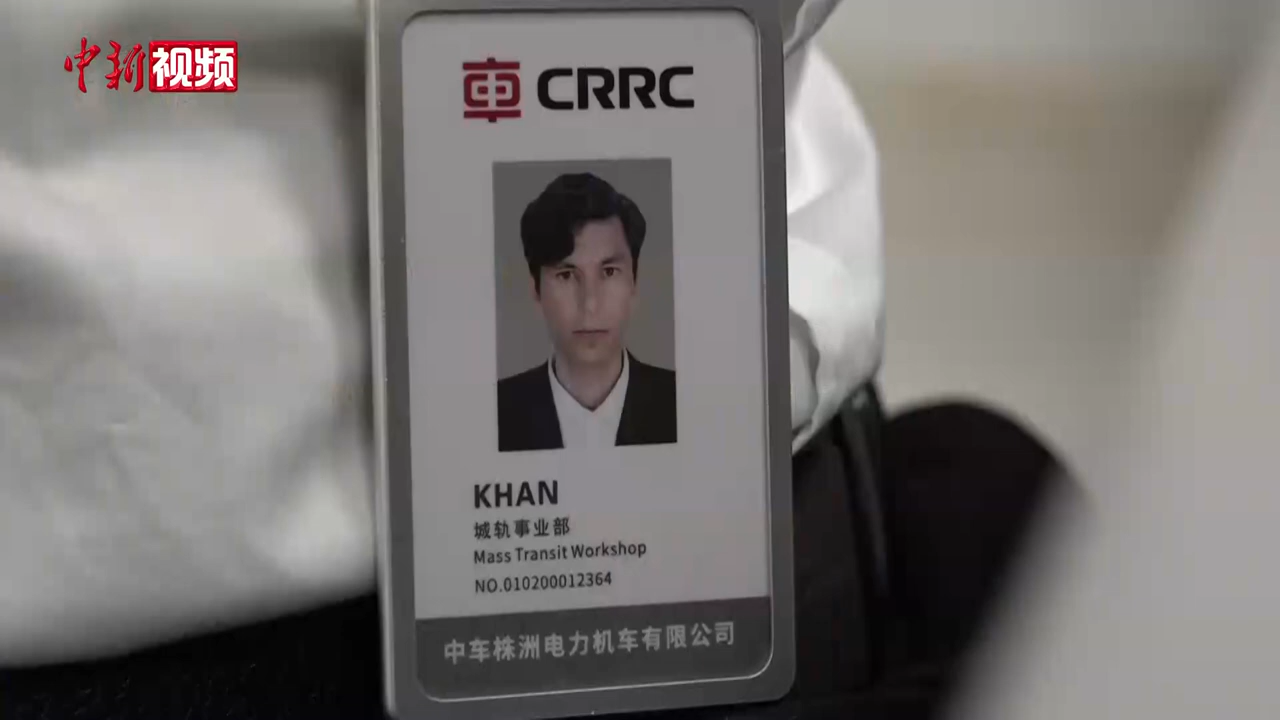 中新视频
CRRC
KHAN
城轨事业部
Mass Transit Workshop
NO.010200012364
中车株洲电力机车有限公司